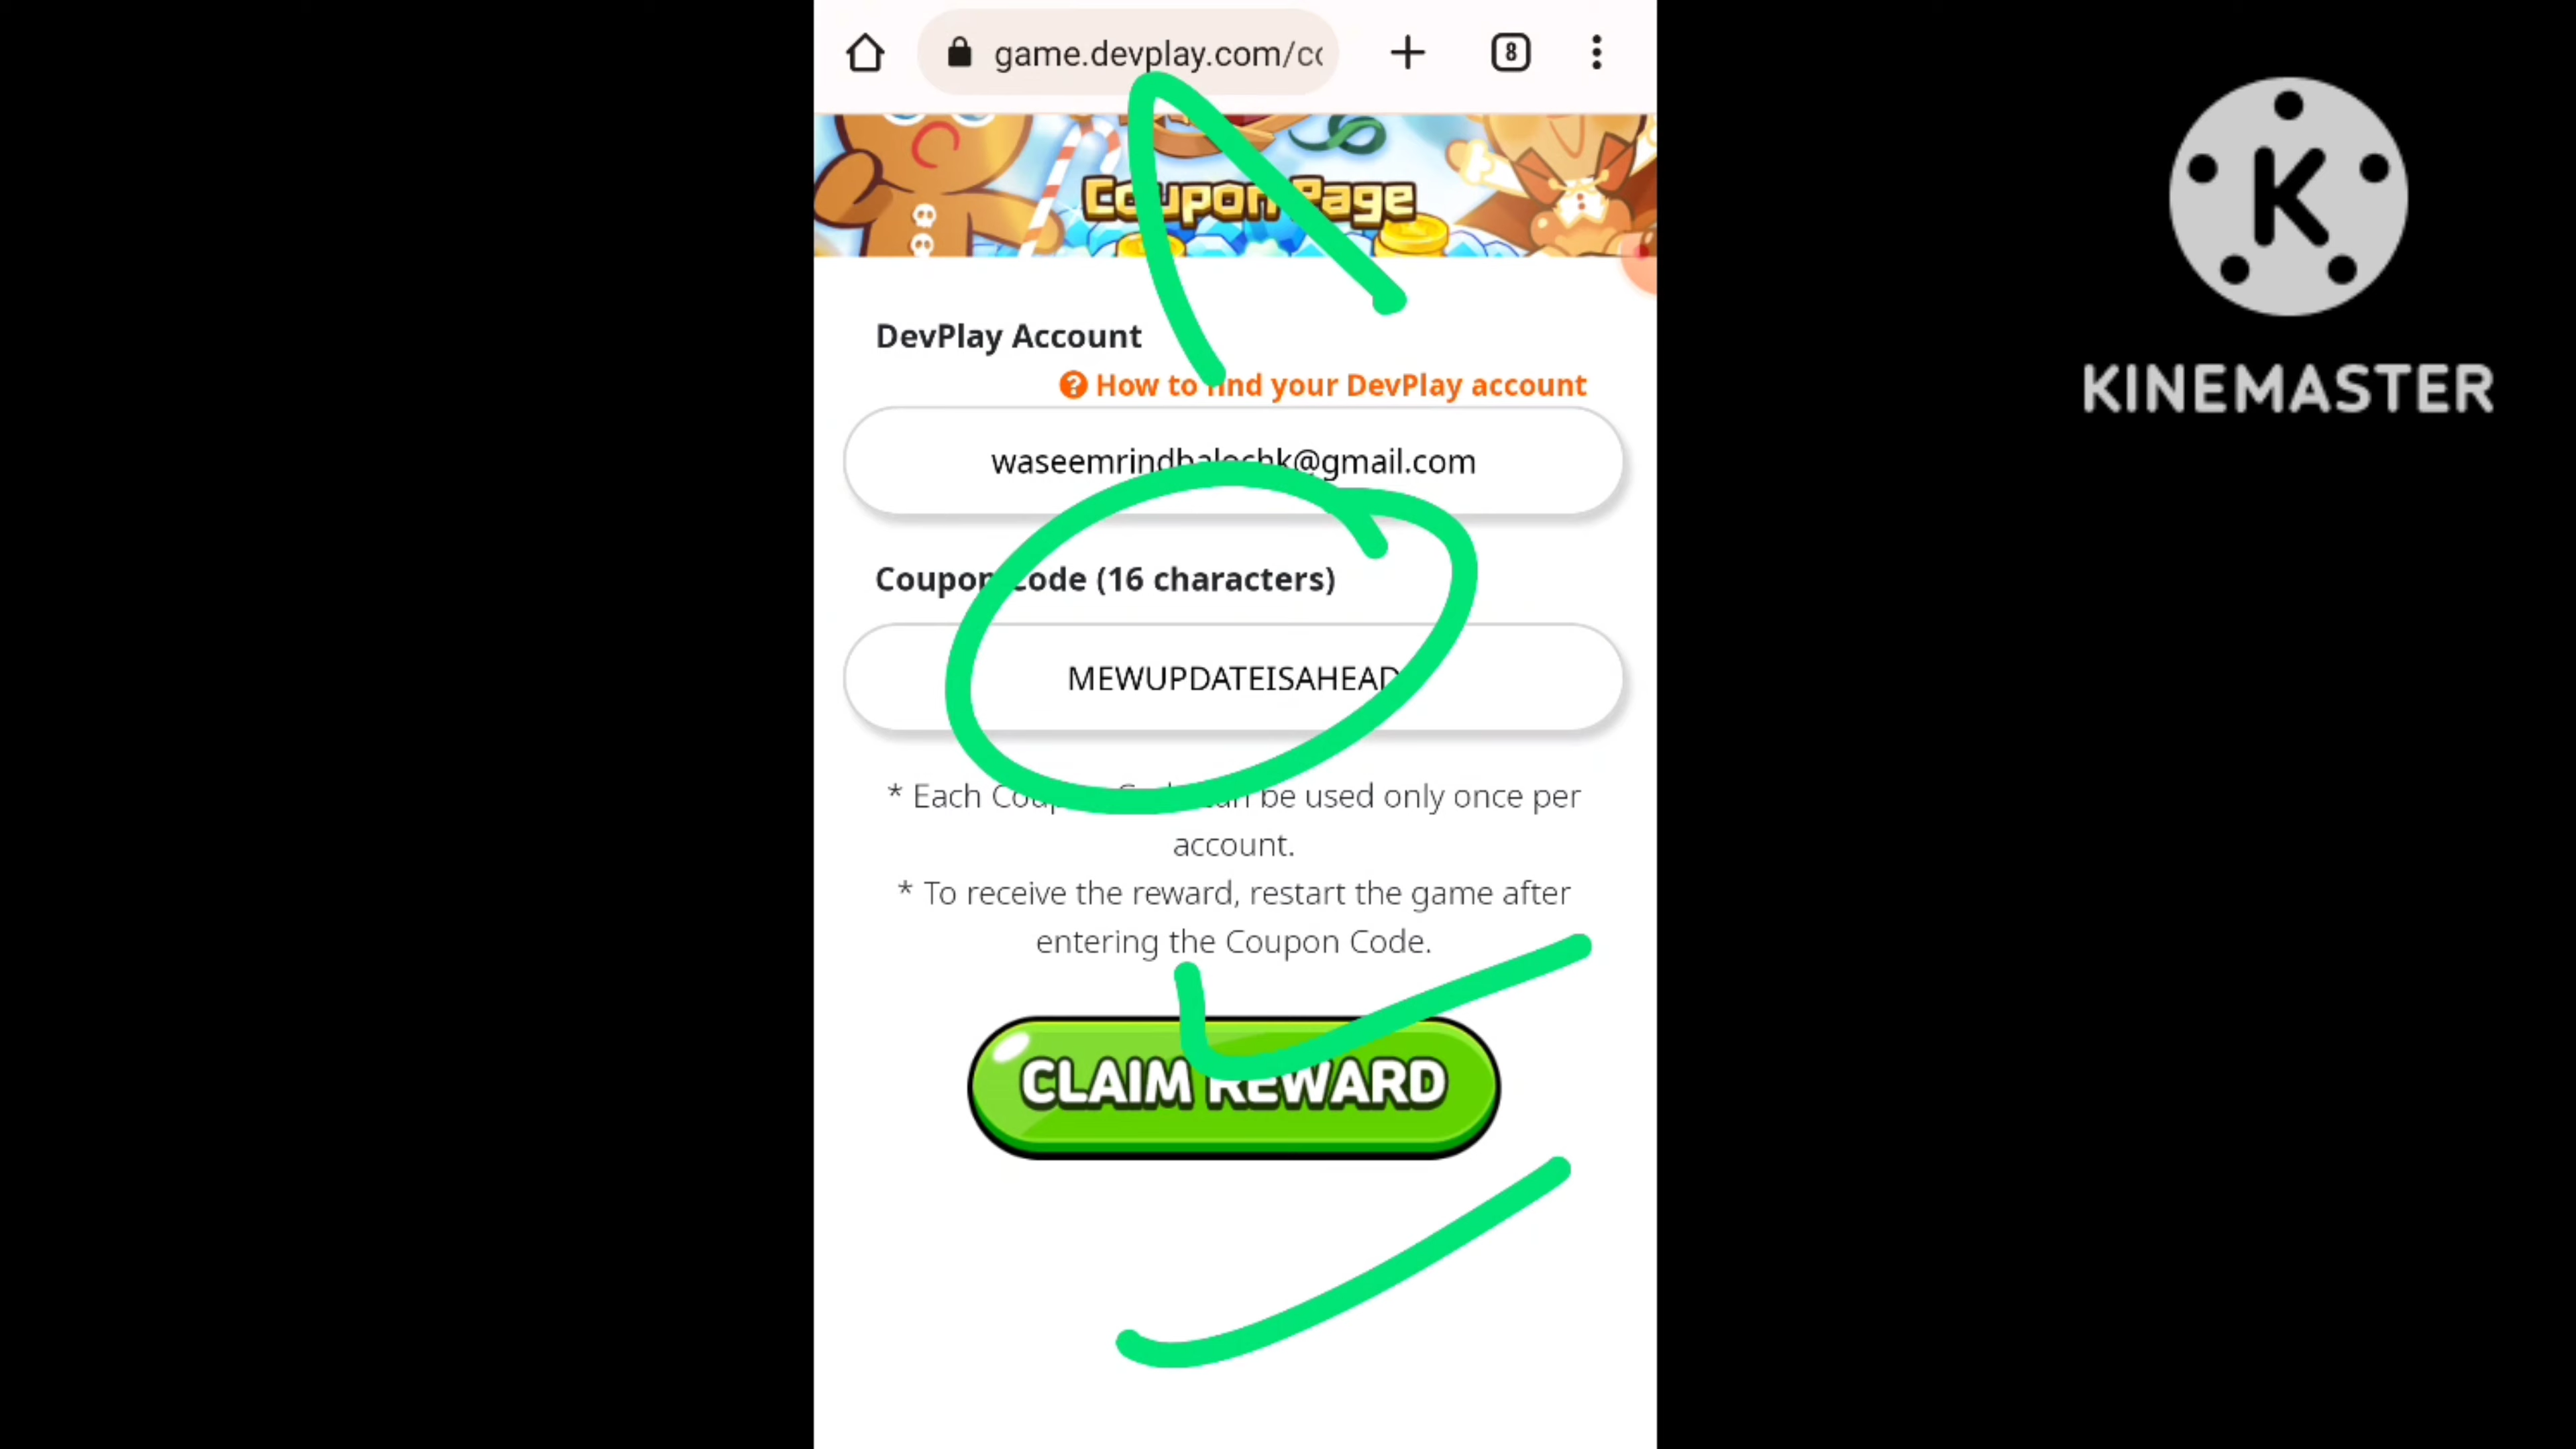 game.devplay.com/co
8
K
KINEMASTER
Coupon Page
DevPlay Account
? How to find your DevPlay account
@gmail.com
Coupon Code (16 characters)
MEWUPDATEISAHEAD
* Each Coupon Code can be used only once per
account.
* To receive the reward, restart the game after
entering the Coupon Code.
CLAIM REWARD